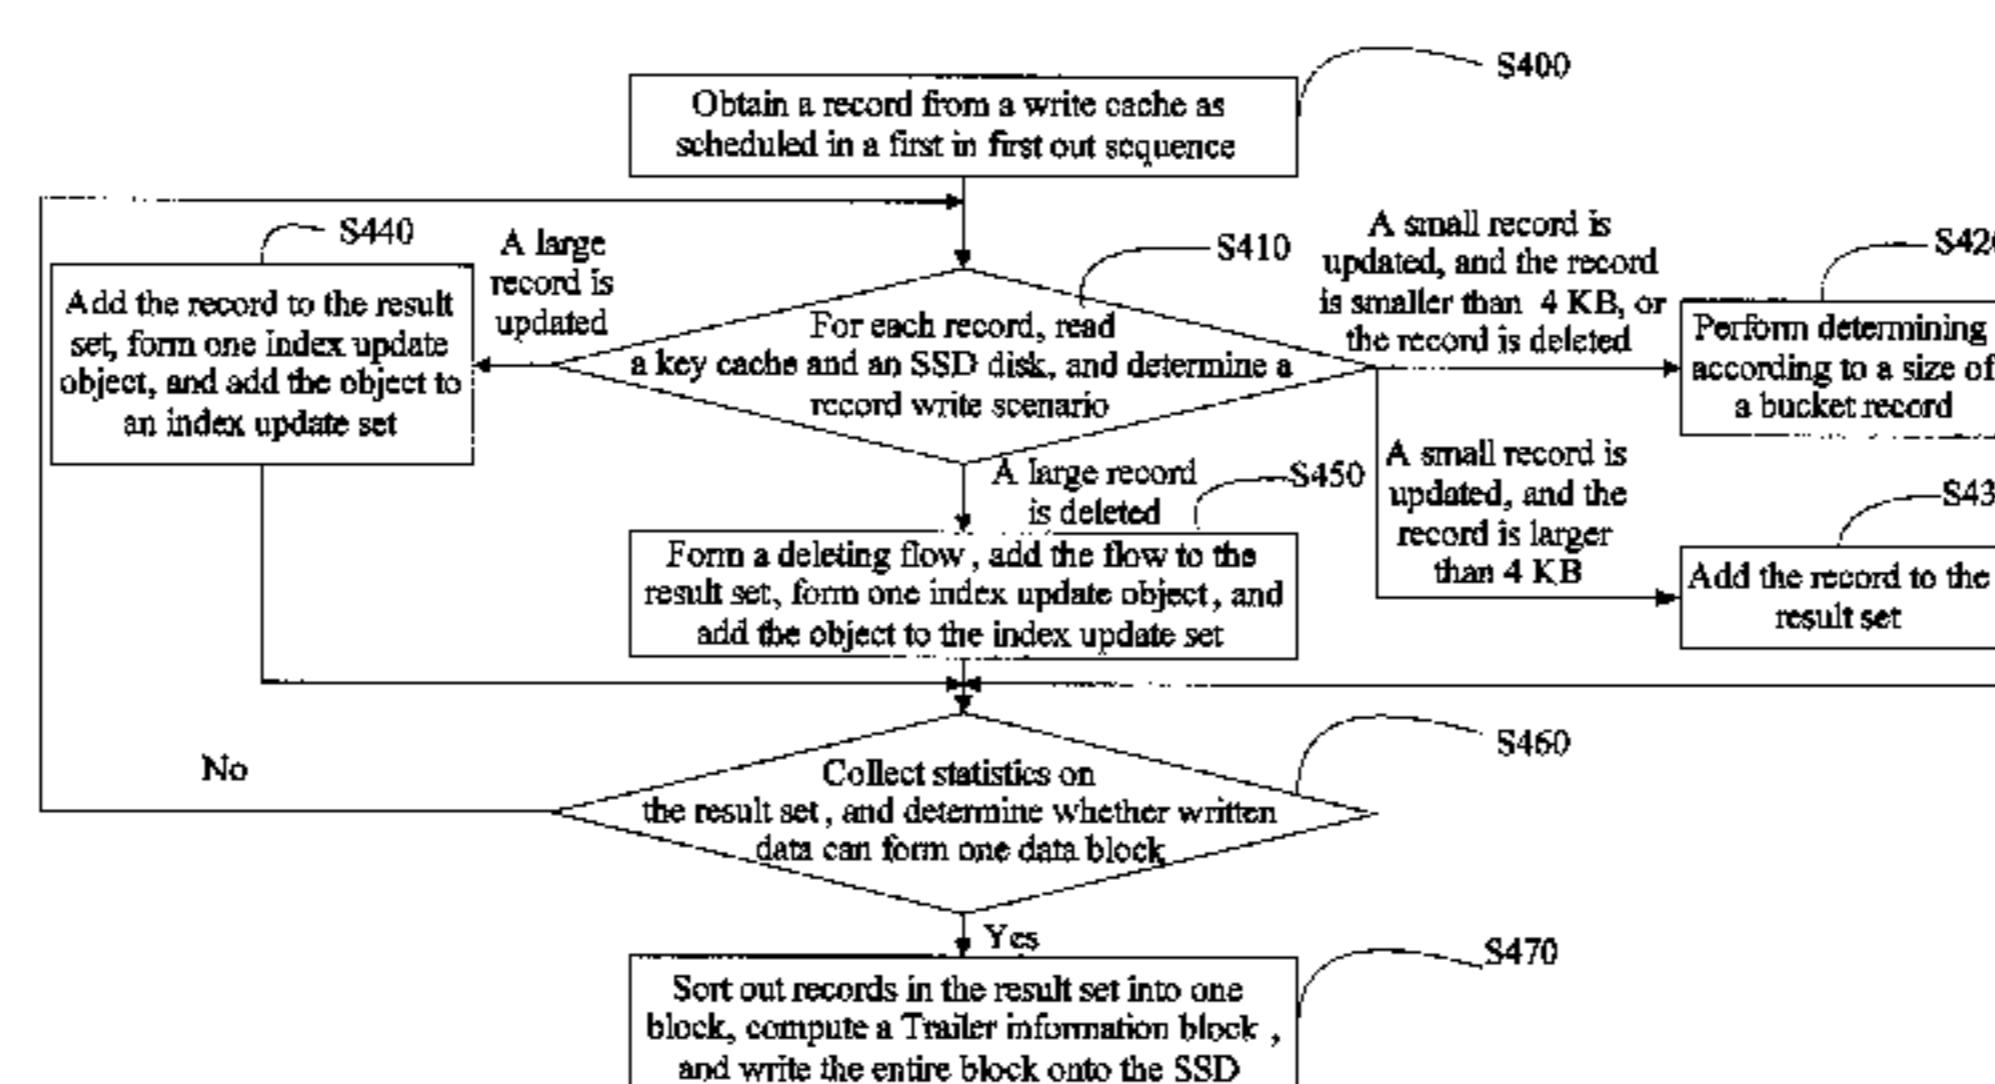 S400
Obtain a record from a write cache as
scheduled in a first in first out sequence
S440
A large
record is
updated
S410
A small record is
updated, and the record
is smaller than 4 KB, or
the record is deleted
S42
Add the record to the result
set, form one index update
object, and add the object to
an index update set
For each record, read
a key cache and an SSD disk, and determine a
record write scenario
Perform determining
according to a size of
a bucket record
A large record
is deleted
S450
A small record is
updated, and the
record is larger
than 4 KB
S43
Form a deleting flow, add the flow to the
result set, form one index update object, and
add the object to the index update set
Add the record to the
result set
S460
No
Collect statistics on
the result set, and determine whether written
data can form one data block
Yes
S470
Sort out records in the result set into one
block, compute a Trailer information block,
and write the entire block onto the SSD